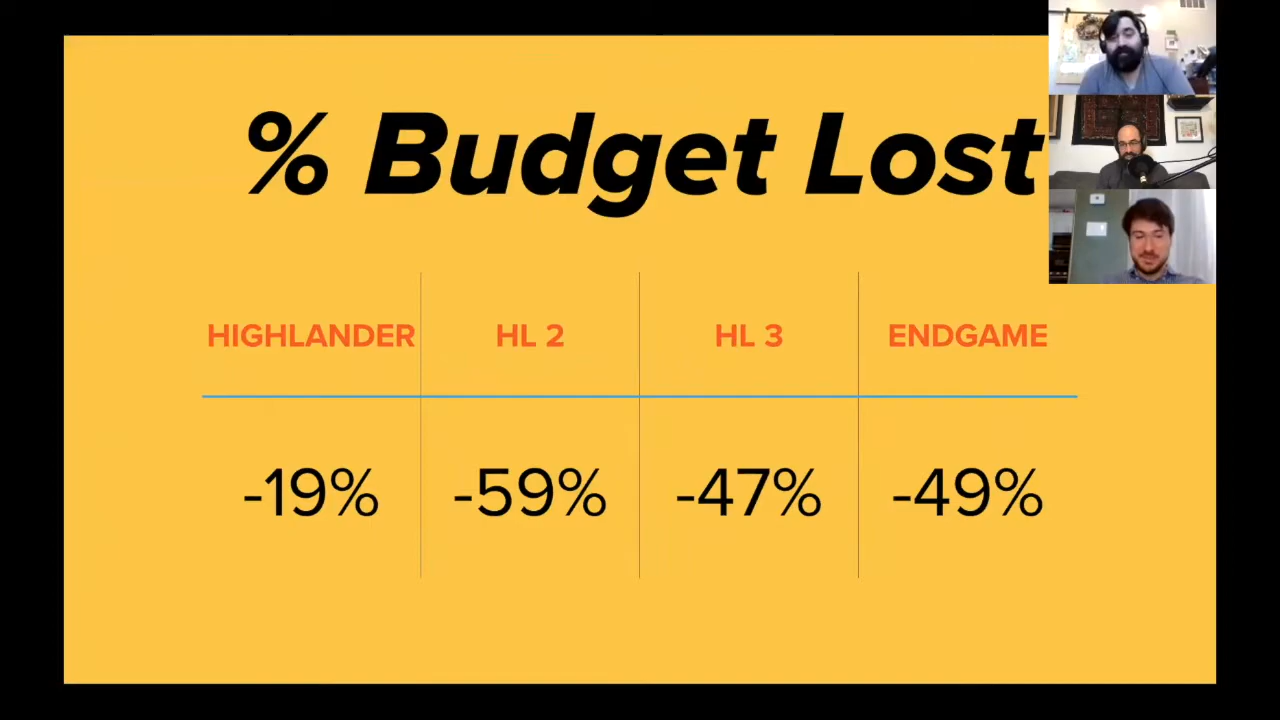 % Budget Lost
HIGHLANDER
HL 2
HL 3
ENDGAME
-19%
-59%
-47%
-49%